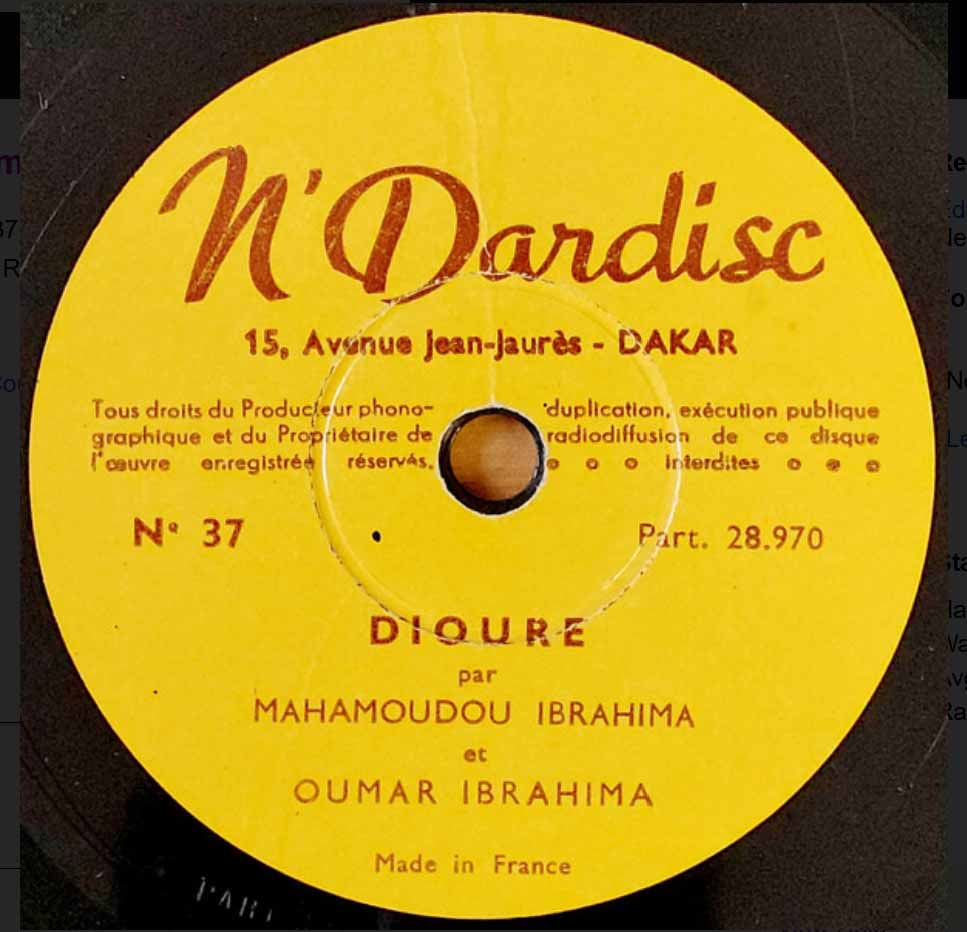 N'Dardisc
15, Avenue Jean-Jaurès - DAKAR
Tous droits du Producteur phono-
graphique et du Propriétaire de
l'œuvre enregistrée réservés.
duplication, exécution publique
radiodiffusion de ce disque
interdites
N° 37
Part. 28.970
DIOURE
par
MAHAMOUDOU IBRAHIMA
et
OUMAR IBRAHIMA
Made in France
PART